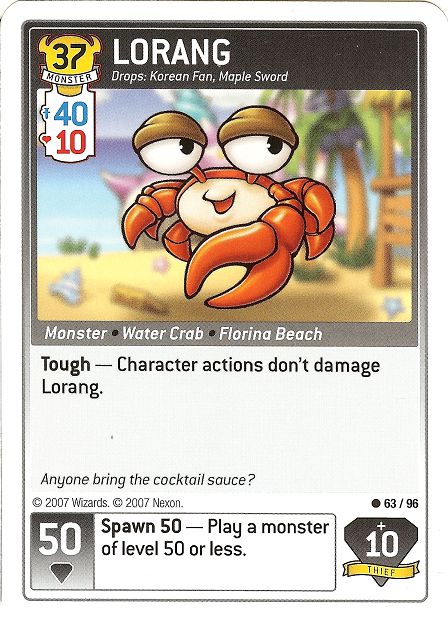 37
MONSTER
LORANG
Drops: Korean Fan, Maple Sword
40
10
Monster • Water Crab • Florina Beach
Tough — Character actions don't damage
Lorang.
Anyone bring the cocktail sauce?
© 2007 Wizards. © 2007 Nexon.
● 63 / 96
50
Spawn 50 — Play a monster
of level 50 or less.
+
10
THIEF